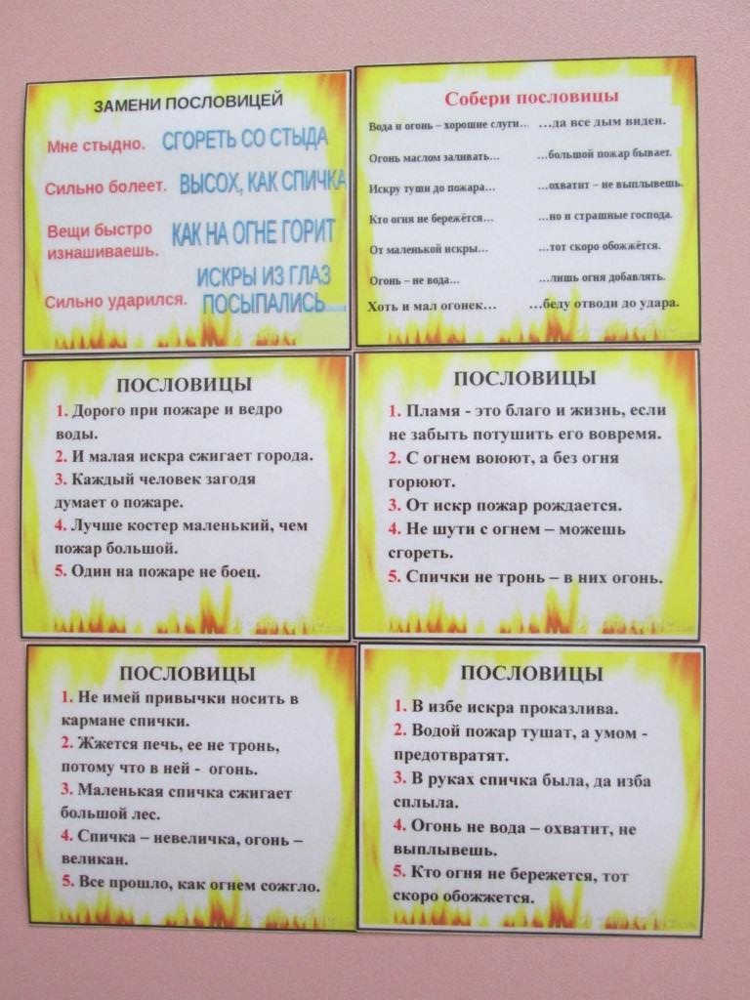 ЗАМЕНИ ПОСЛОВИЦЕЙ
Мне стыдно. СГОРЕТЬ СО СТЫДА
Сильно болеет. ВЫСОХ, КАК СПИЧКА
Вещи быстро
изнашиваешь. КАК НА ОГНЕ ГОРИТ
Сильно ударился. ИСКРЫ ИЗ ГЛАЗ
ПОСЫПАЛИСЬ
Собери пословицы
Вода и огонь – хорошие слуги… …да все дым виден.
Огонь маслом заливать… …большой пожар бывает.
Искру туши до пожара… …охватит – не выплывешь.
Кто огня не бережётся… …но и страшные господа.
От маленькой искры… …тот скоро обожжётся.
Огонь – не вода… …лишь огня добавлять.
Хоть и мал огонек… …беду отводи до удара.
ПОСЛОВИЦЫ
1. Дорого при пожаре и ведро
воды.
2. И малая искра сжигает города.
3. Каждый человек загодя
думает о пожаре.
4. Лучше костер маленький, чем
пожар большой.
5. Один на пожаре не боец.
ПОСЛОВИЦЫ
1. Пламя - это благо и жизнь, если
не забыть потушить его вовремя.
2. С огнем воюют, а без огня
горюют.
3. От искр пожар рождается.
4. Не шути с огнем – можешь
сгореть.
5. Спички не тронь – в них огонь.
ПОСЛОВИЦЫ
1. Не имей привычки носить в
кармане спички.
2. Жжется печь, ее не тронь,
потому что в ней - огонь.
3. Маленькая спичка сжигает
большой лес.
4. Спичка – невеличка, огонь –
великан.
5. Все прошло, как огнем сожгло.
ПОСЛОВИЦЫ
1. В избе искра проказлива.
2. Водой пожар тушат, а умом -
предотвратят.
3. В руках спичка была, да изба
сплыла.
4. Огонь не вода – охватит, не
выплывешь.
5. Кто огня не бережется, тот
скоро обожжется.